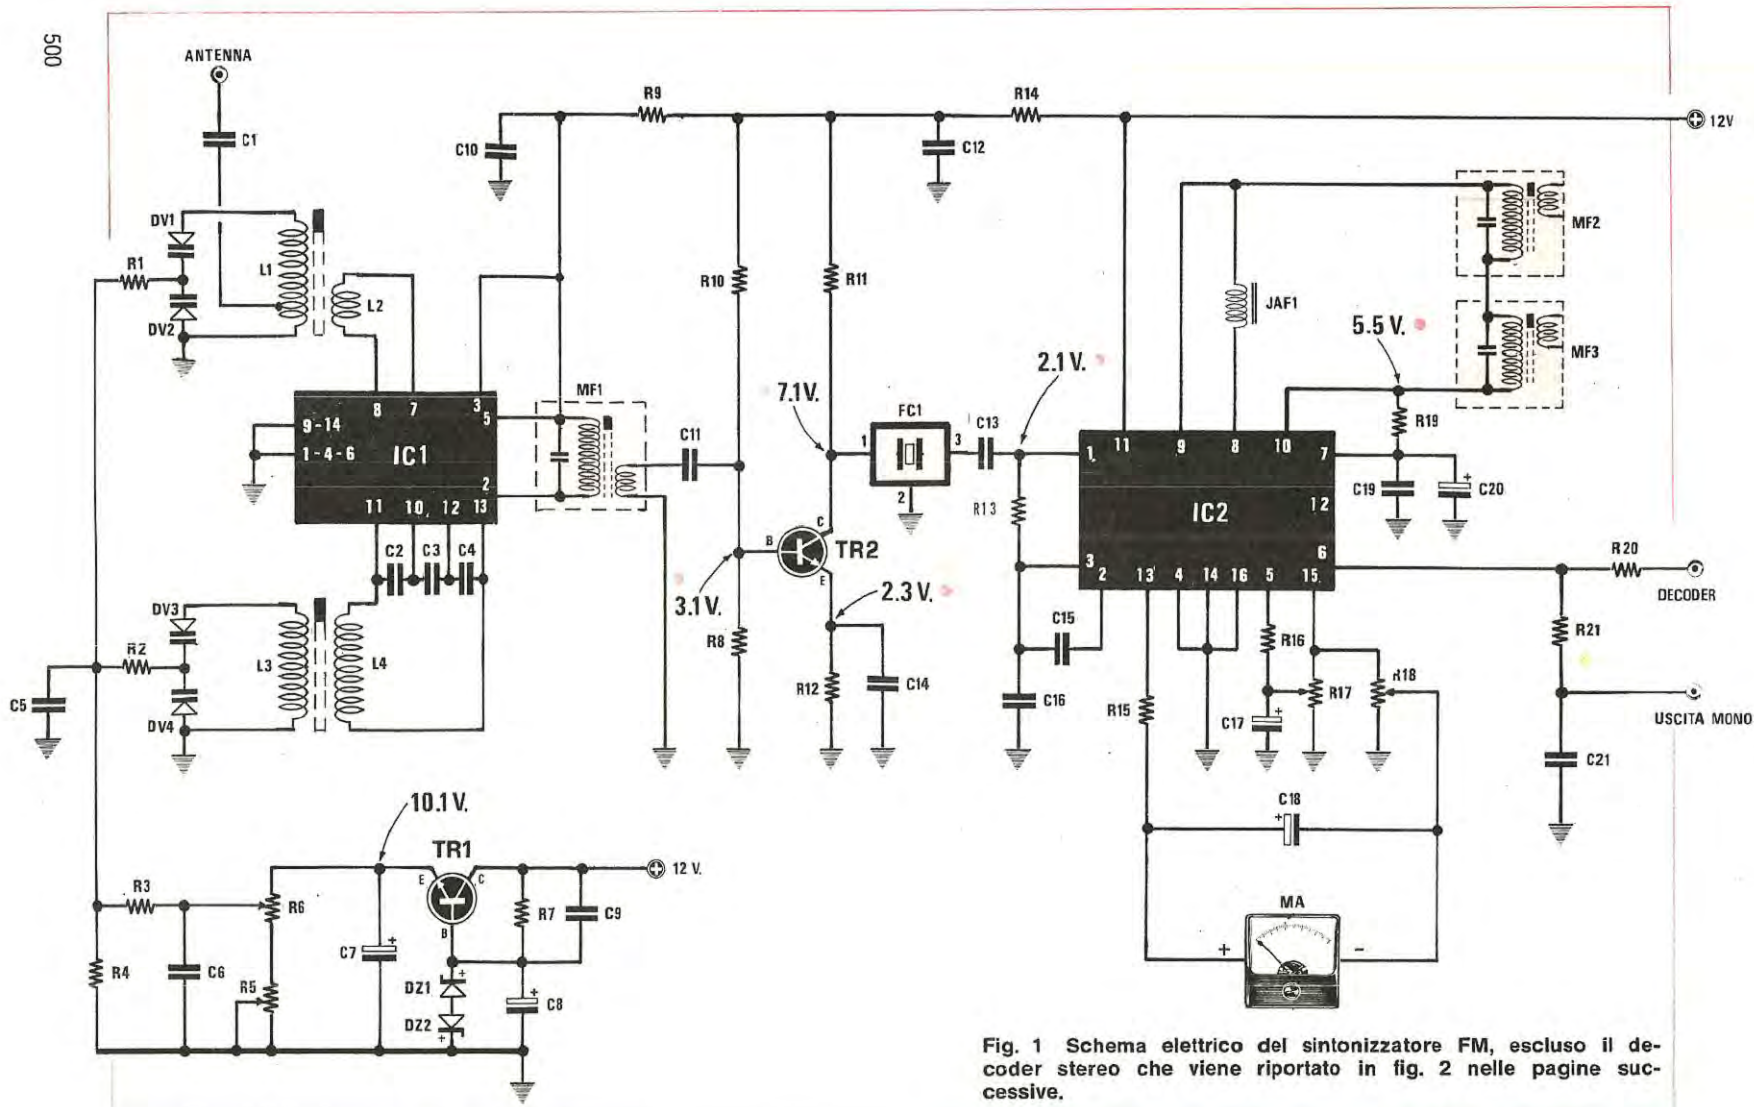 500
ANTENNA
C1
R9
R14
12V
C10
C12
DV1
R1
L1
L2
DV2
R10
R11
JAF1
MF2
MF3
5.5 V.
2.1 V.
7.1 V.
MF1
8 7 3
5
9-14
1-4-6
IC1
2
11 10 12 13
C11
FC1
1
3
2
C13
R13
11 9 8 10
1
7
12
IC2
6
3
2 13 4 14 16 5 15
R19
C19
C20
C2 C3 C4
B
C
E
TR2
3.1 V.
2.3 V.
R20
DECODER
R21
DV3
R2
L3
L4
DV4
C5
R8
R12
C14
C15
C16
R15
R16
R17
R18
C17
+
USCITA MONO
C21
10.1 V.
TR1
E
C
B
12 V.
C18
+
R3
R6
R4
C6
R5
C7
+
R7
C9
DZ1
+
DZ2
+
C8
+
MA
+
-
Fig. 1 Schema elettrico del sintonizzatore FM, escluso il de-
coder stereo che viene riportato in fig. 2 nelle pagine suc-
cessive.